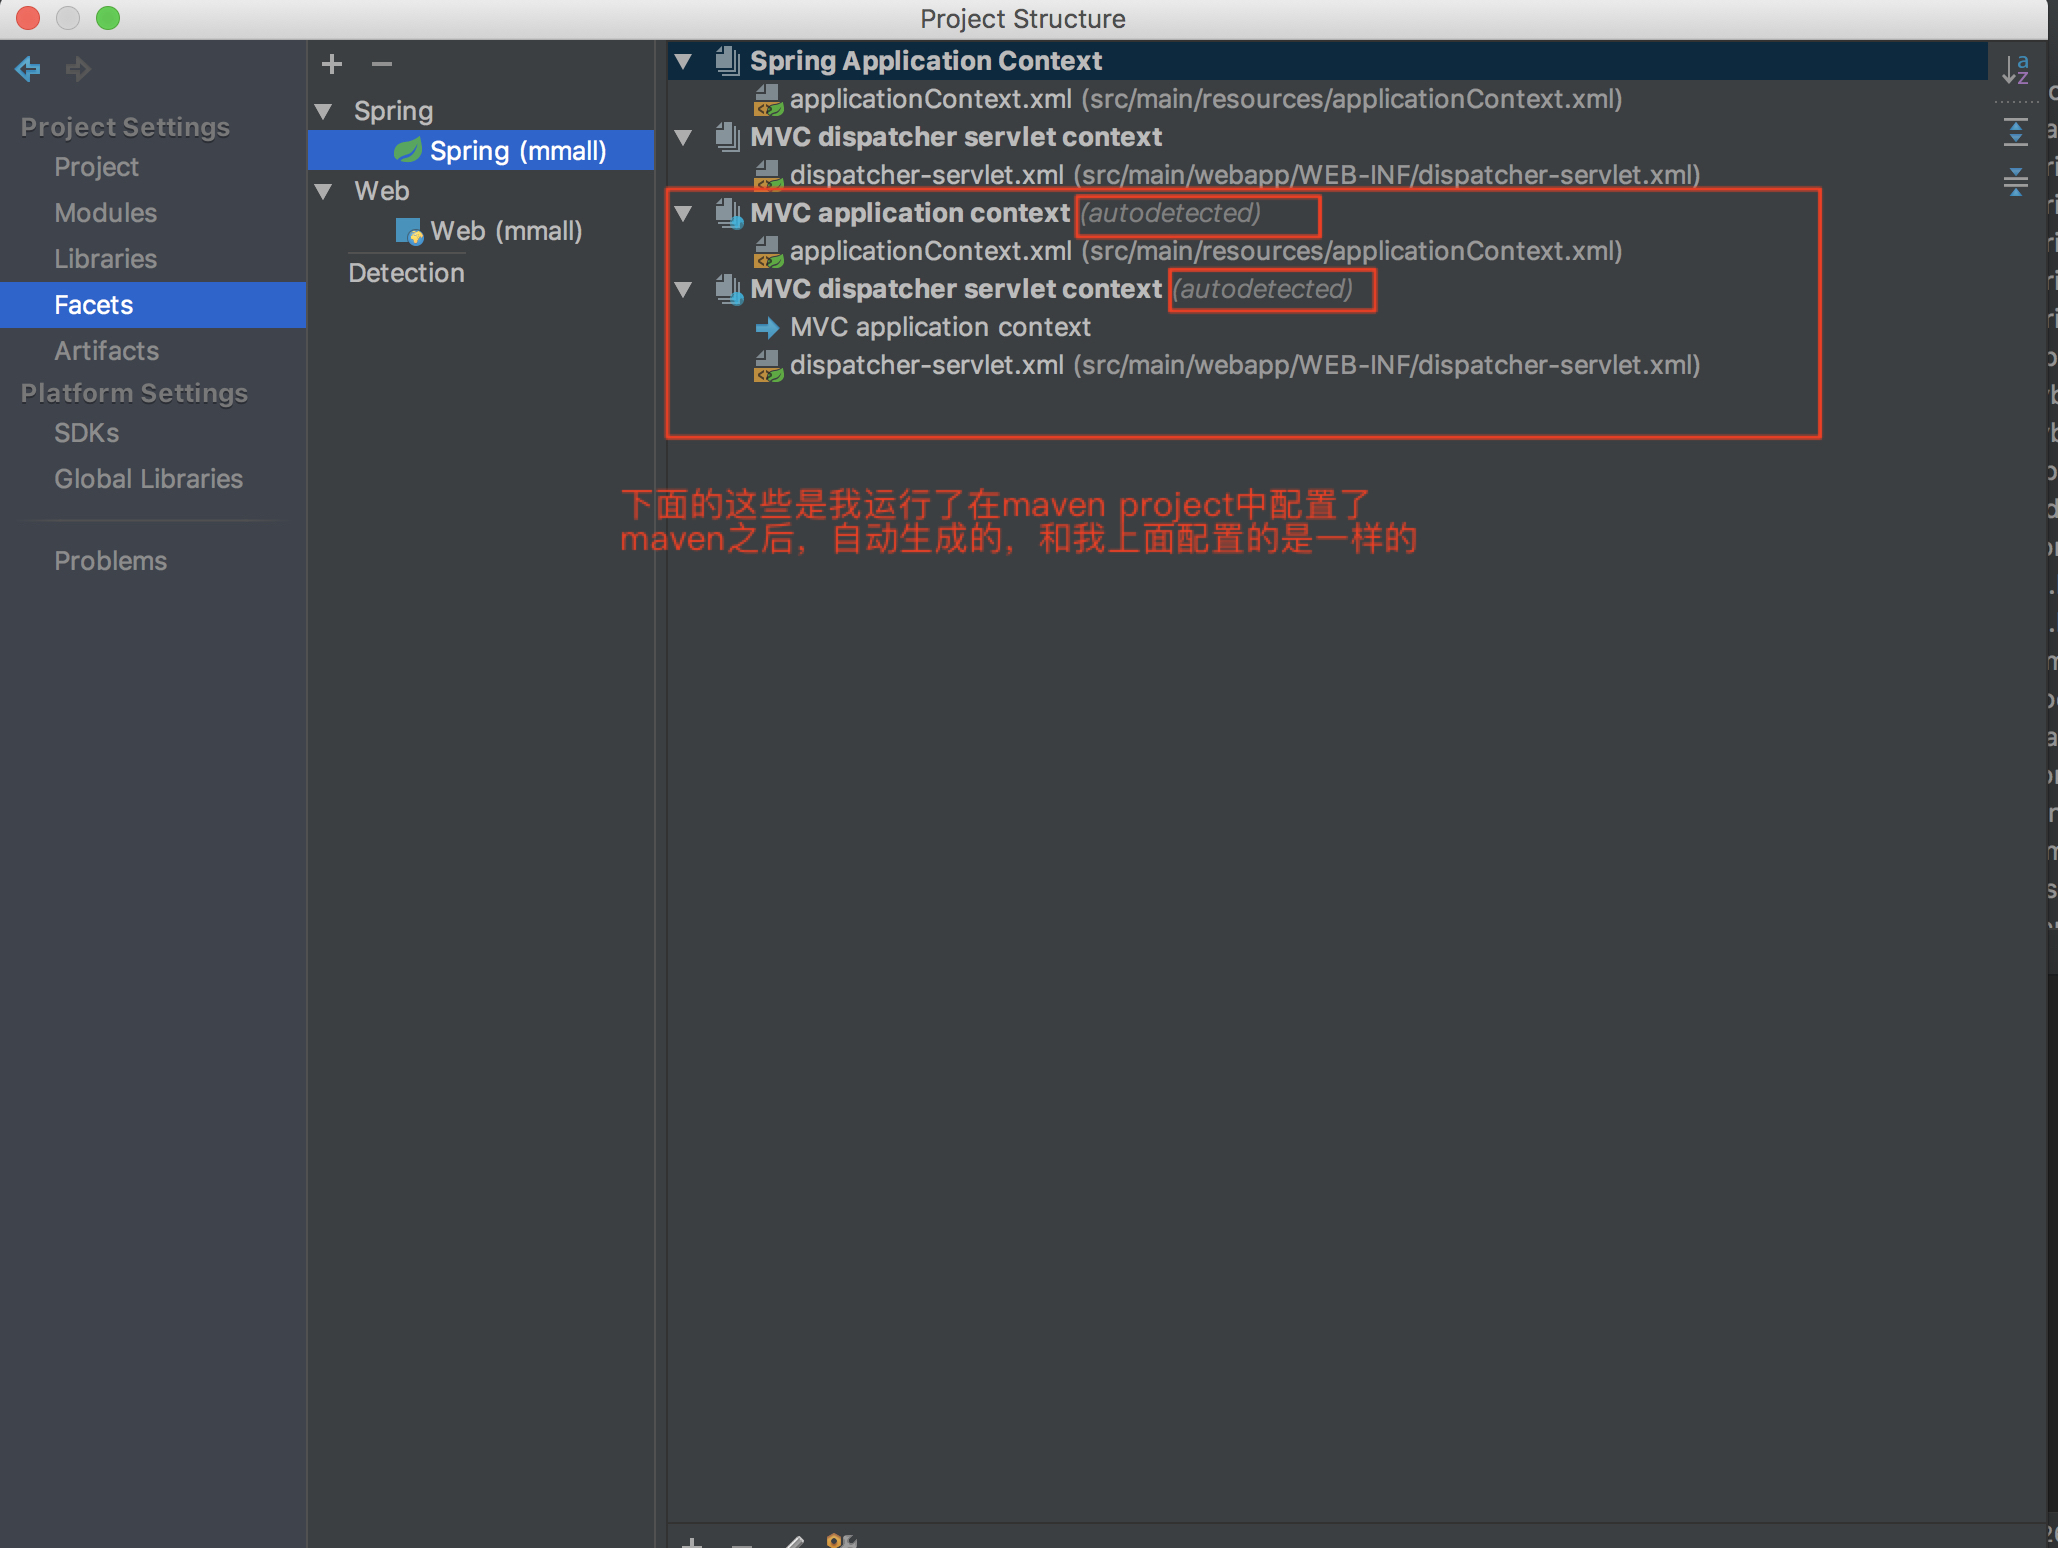 Project Structure
Project Settings
Project
Modules
Libraries
Facets
Artifacts
Platform Settings
SDKs
Global Libraries
Problems
Spring
Spring (mmall)
Web
Web (mmall)
Detection
Spring Application Context
applicationContext.xml (src/main/resources/applicationContext.xml)
MVC dispatcher servlet context
dispatcher-servlet.xml (src/main/webapp/WEB-INF/dispatcher-servlet.xml)
MVC application context (autodetected)
applicationContext.xml (src/main/resources/applicationContext.xml)
MVC dispatcher servlet context (autodetected)
MVC application context
dispatcher-servlet.xml (src/main/webapp/WEB-INF/dispatcher-servlet.xml)
下面的这些是我运行了在maven project中配置了
maven之后，自动生成的，和我上面配置的是一样的